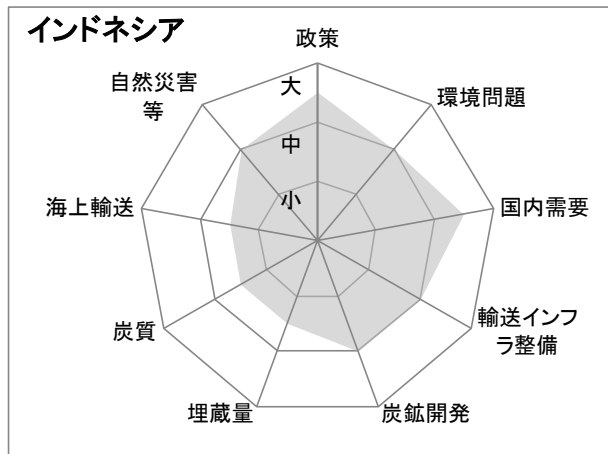 インドネシア
政策
大
中
小
環境問題
国内需要
輸送インフ
ラ整備
炭鉱開発
埋蔵量
炭質
海上輸送
自然災害
等